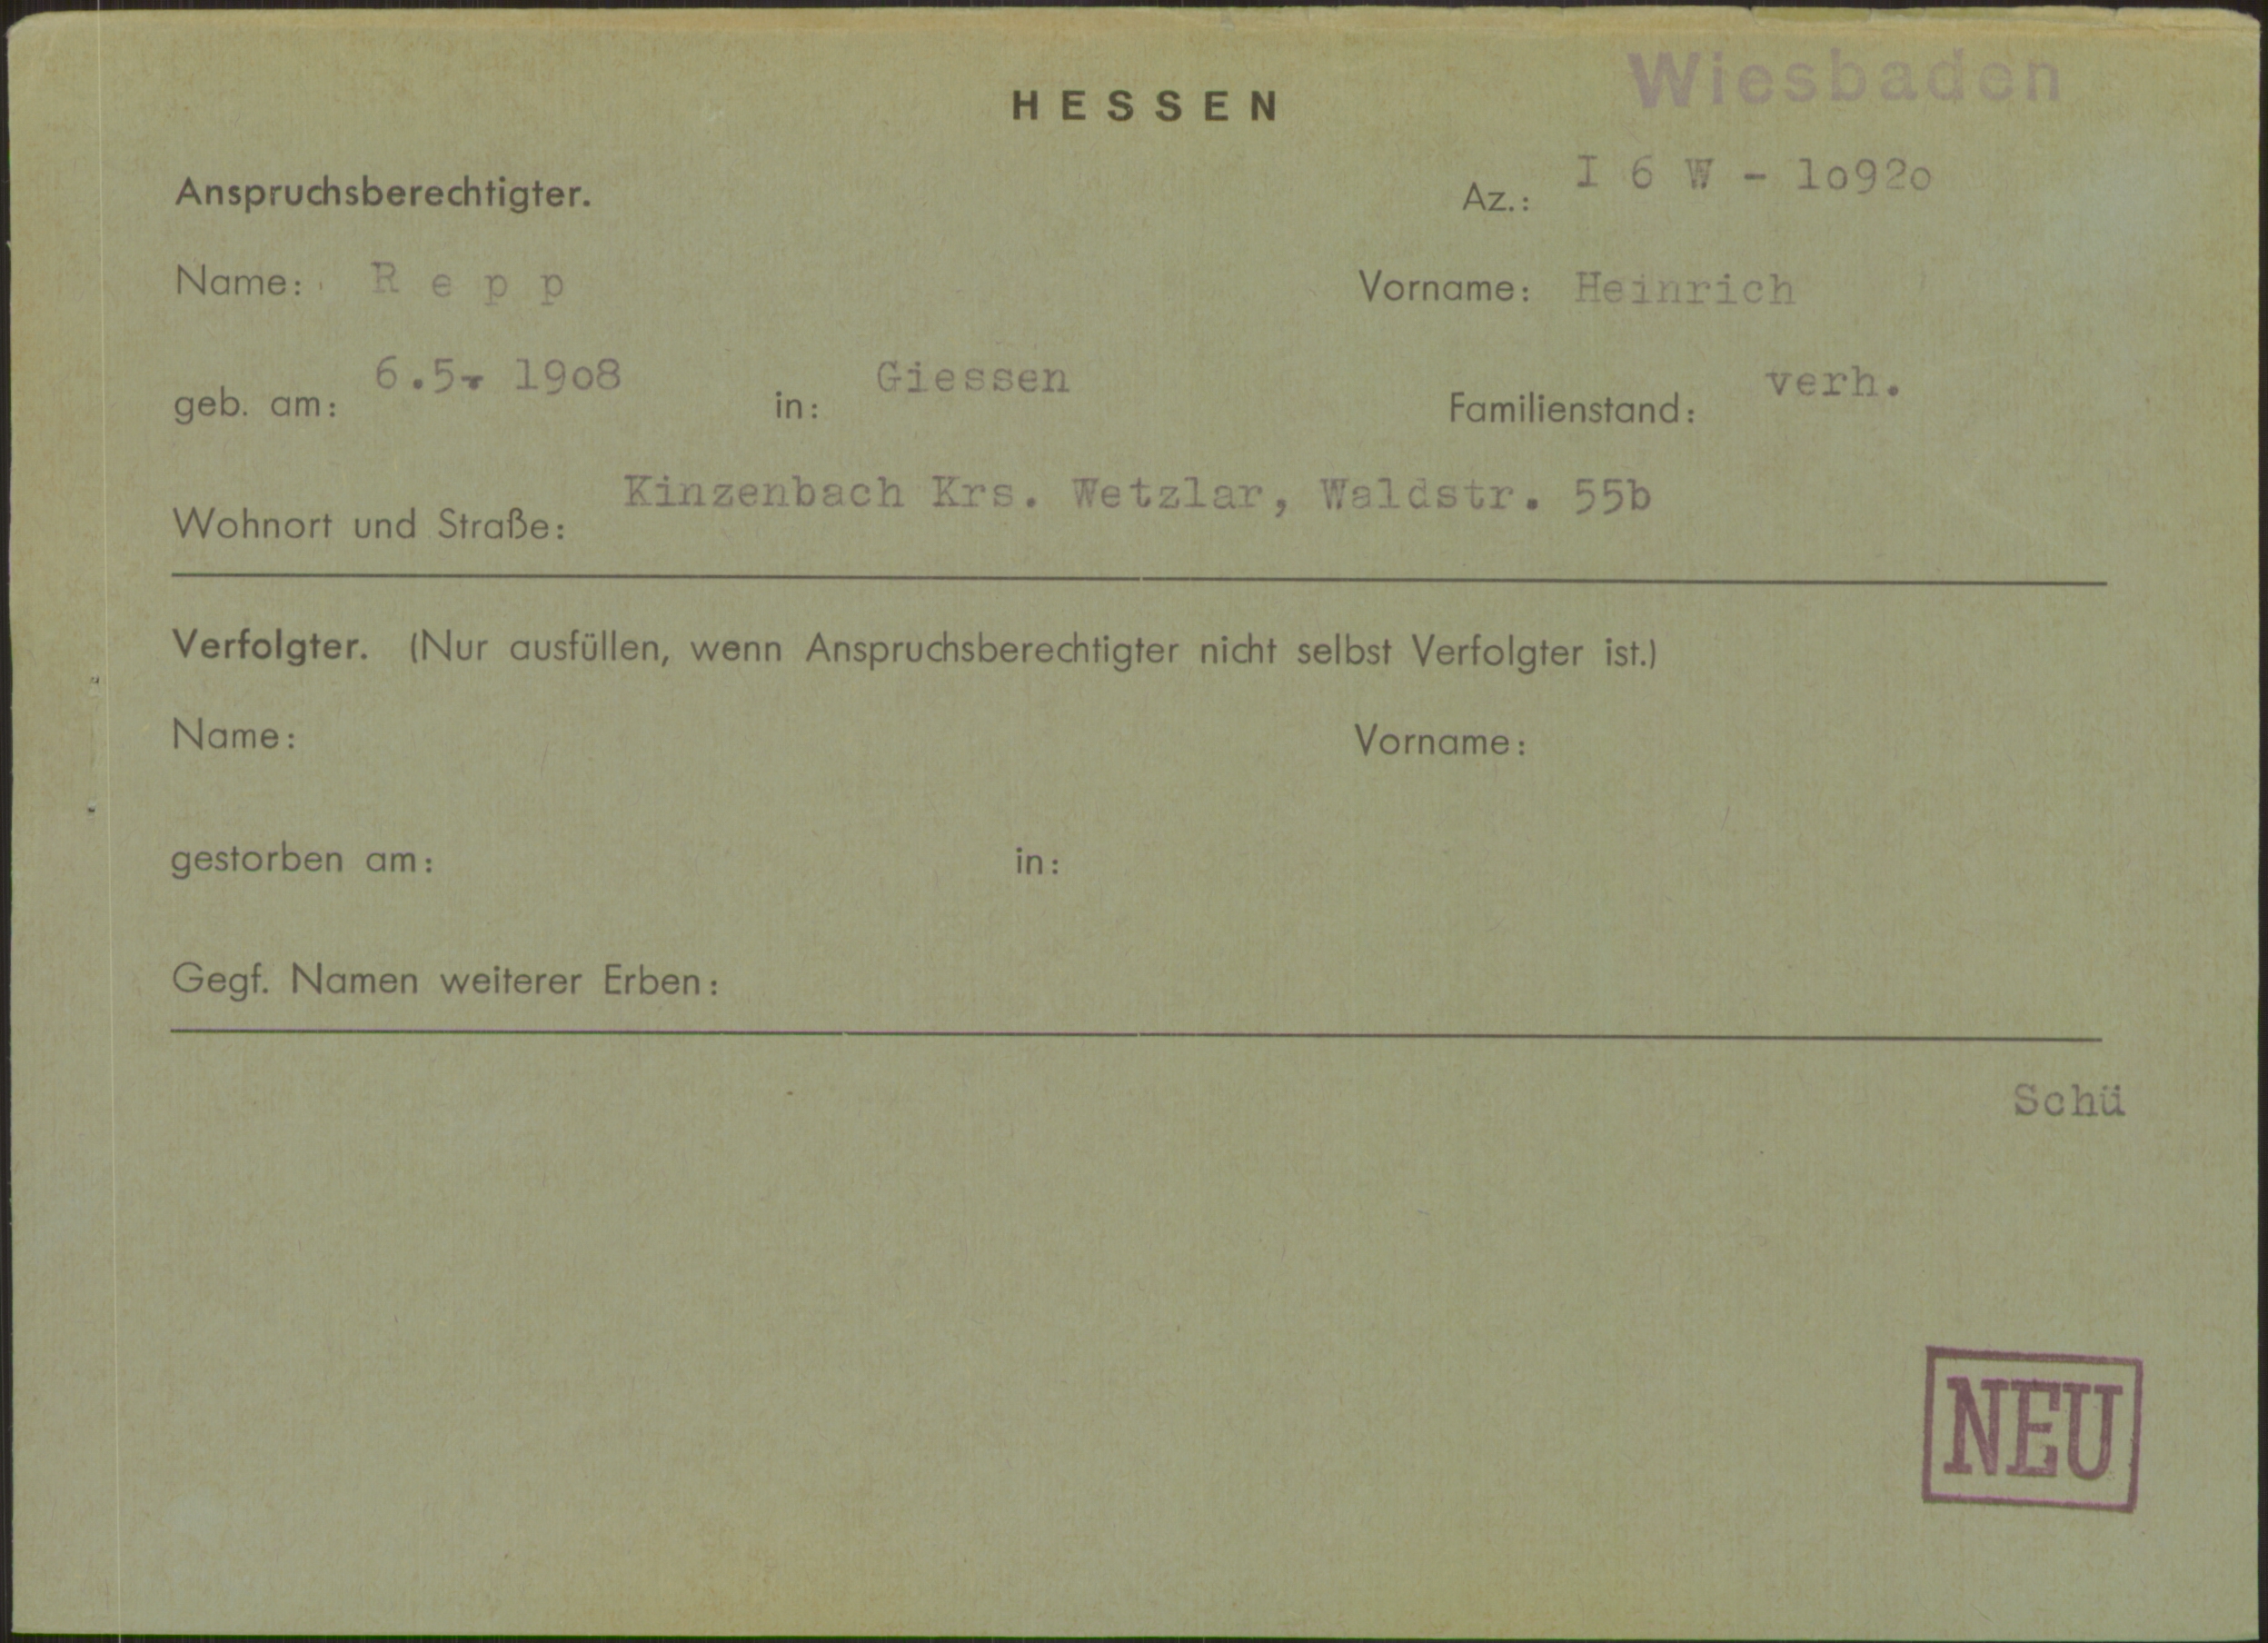 Wiesbaden
HESSEN
Anspruchsberechtigter. Az.: I 6 W - lo92o
Name: R e p p Vorname: Heinrich
geb. am: 6.5. 19o8 in: Giessen Familienstand: verh.
Wohnort und Straße: Kinzenbach Krs. Wetzlar, Waldstr. 55b
Verfolgter. (Nur ausfüllen, wenn Anspruchsberechtigter nicht selbst Verfolgter ist.)
Name: Vorname:
gestorben am: in:
Gegf. Namen weiterer Erben:
Schü
NEU